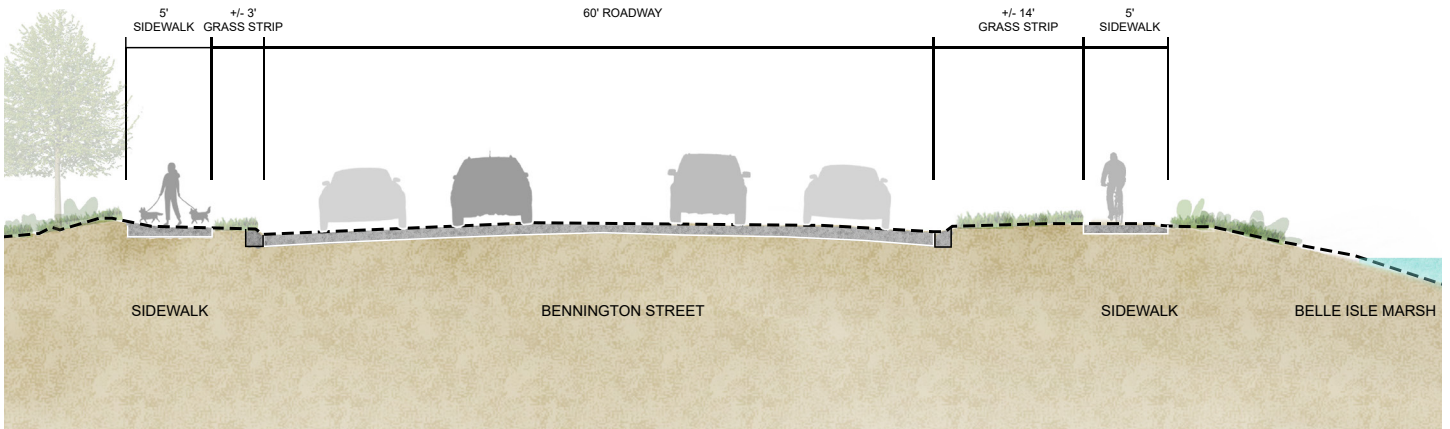 5'
SIDEWALK
+/- 3'
GRASS STRIP
60' ROADWAY
+/- 14'
GRASS STRIP
5'
SIDEWALK
SIDEWALK
BENNINGTON STREET
SIDEWALK
BELLE ISLE MARSH